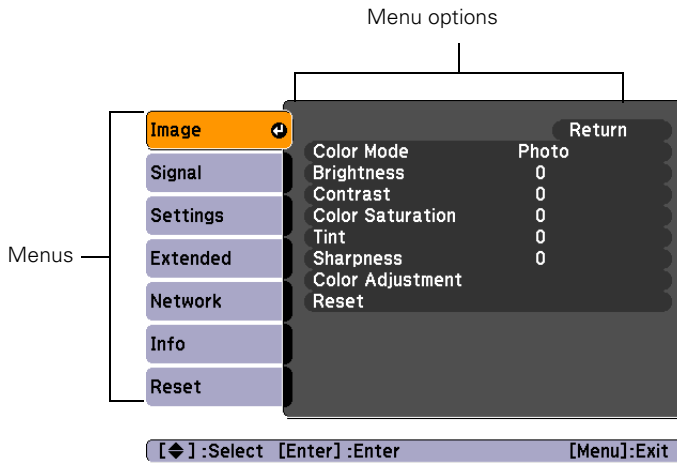 Menu options
Menus
Image
Signal
Settings
Extended
Network
Info
Reset
Return
Color Mode Photo
Brightness 0
Contrast 0
Color Saturation 0
Tint 0
Sharpness 0
Color Adjustment
Reset
[◆] :Select [Enter] :Enter [Menu]:Exit